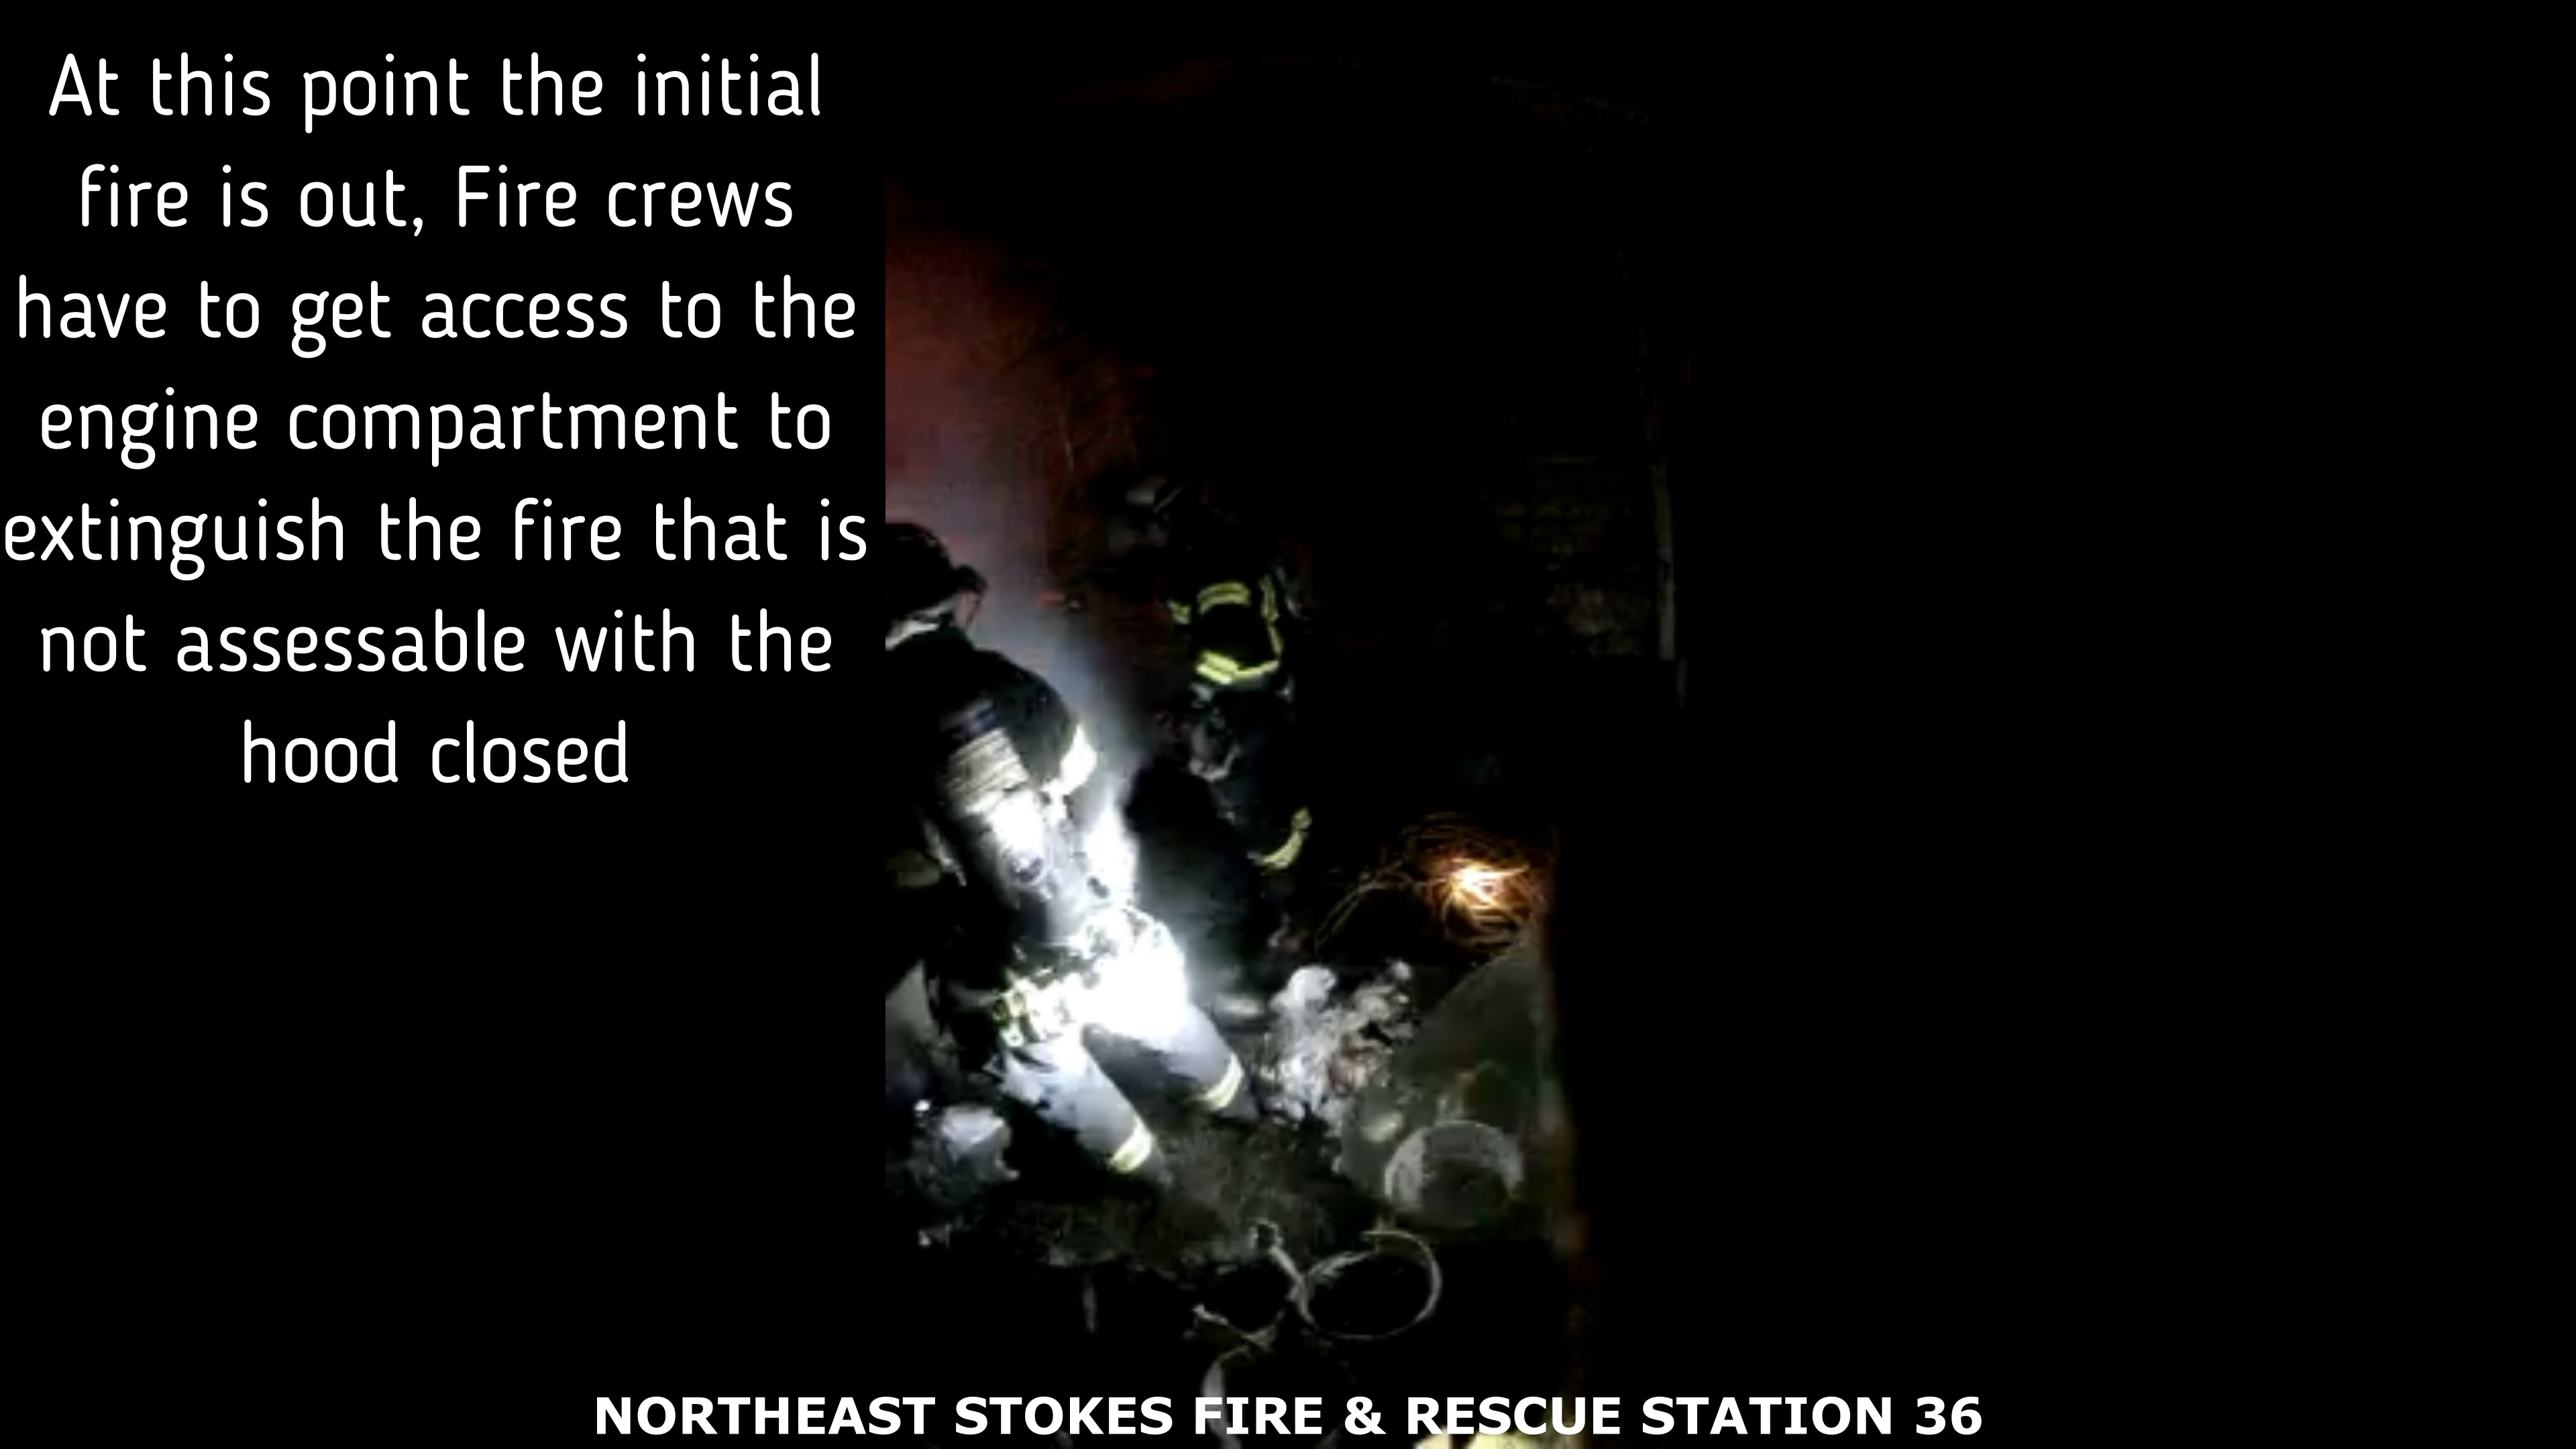 At this point the initial
fire is out, Fire crews
have to get access to the
engine compartment to
extinguish the fire that is
not assessable with the
hood closed
NORTHEAST STOKES FIRE & RESCUE STATION 36